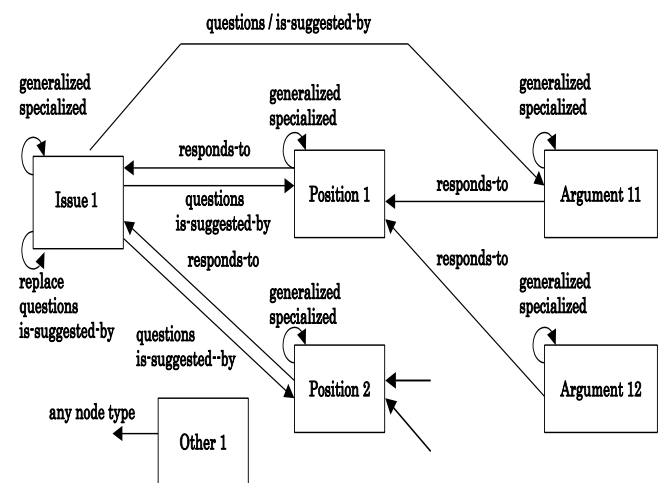 questions / is-suggested-by
generalized
specialized
generalized
specialized
generalized
specialized
responds-to
Issue 1
Position 1
responds-to
Argument 11
questions
is-suggested-by
responds-to
responds-to
replace
questions
is-suggested-by
generalized
specialized
generalized
specialized
questions
is-suggested--by
Position 2
Argument 12
any node type
Other 1